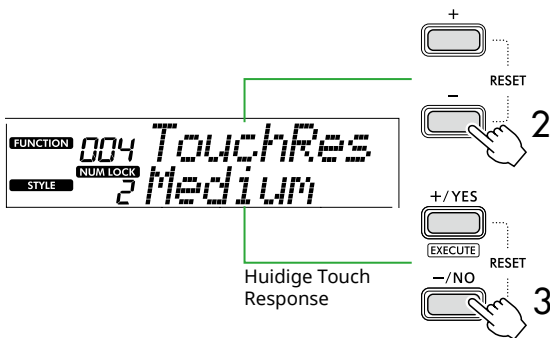 +
RESET
−
2
FUNCTION 004 TouchRes
NUM LOCK
STYLE 2 Medium
+/YES
EXECUTE
RESET
−/NO
3
Huidige Touch
Response